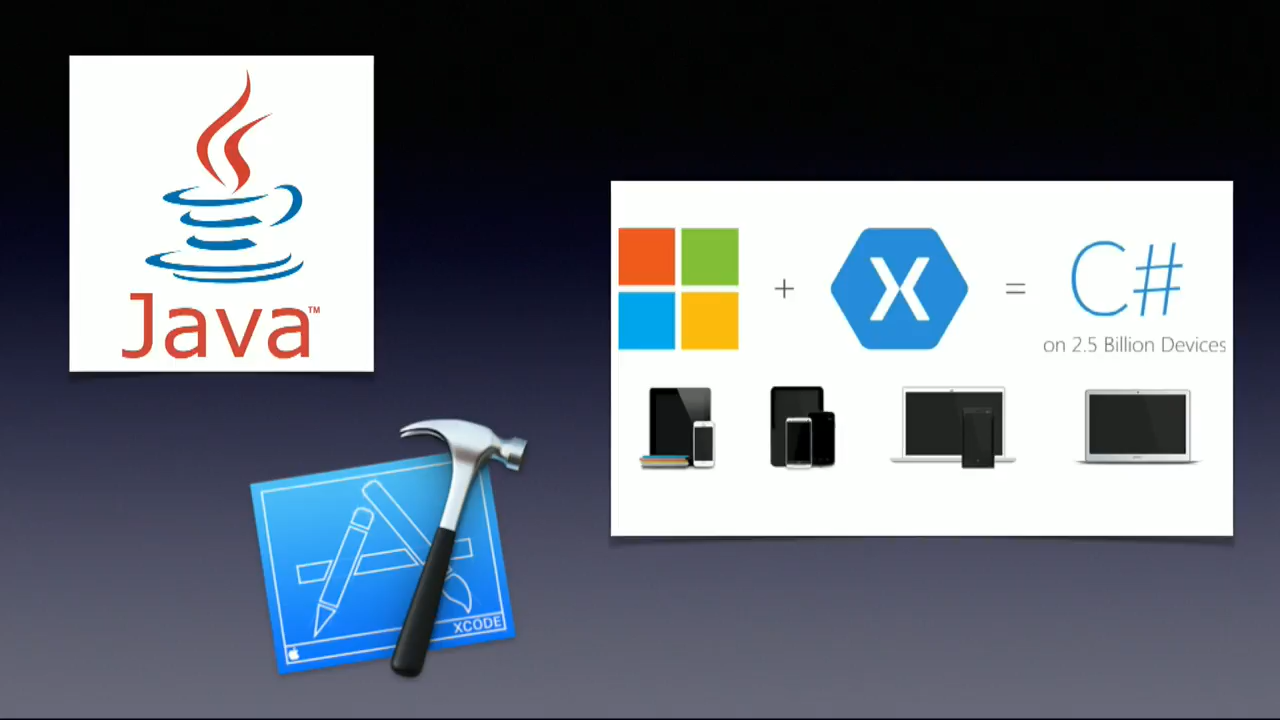 Java™
+
=
C#
on 2.5 Billion Devices
XCODE